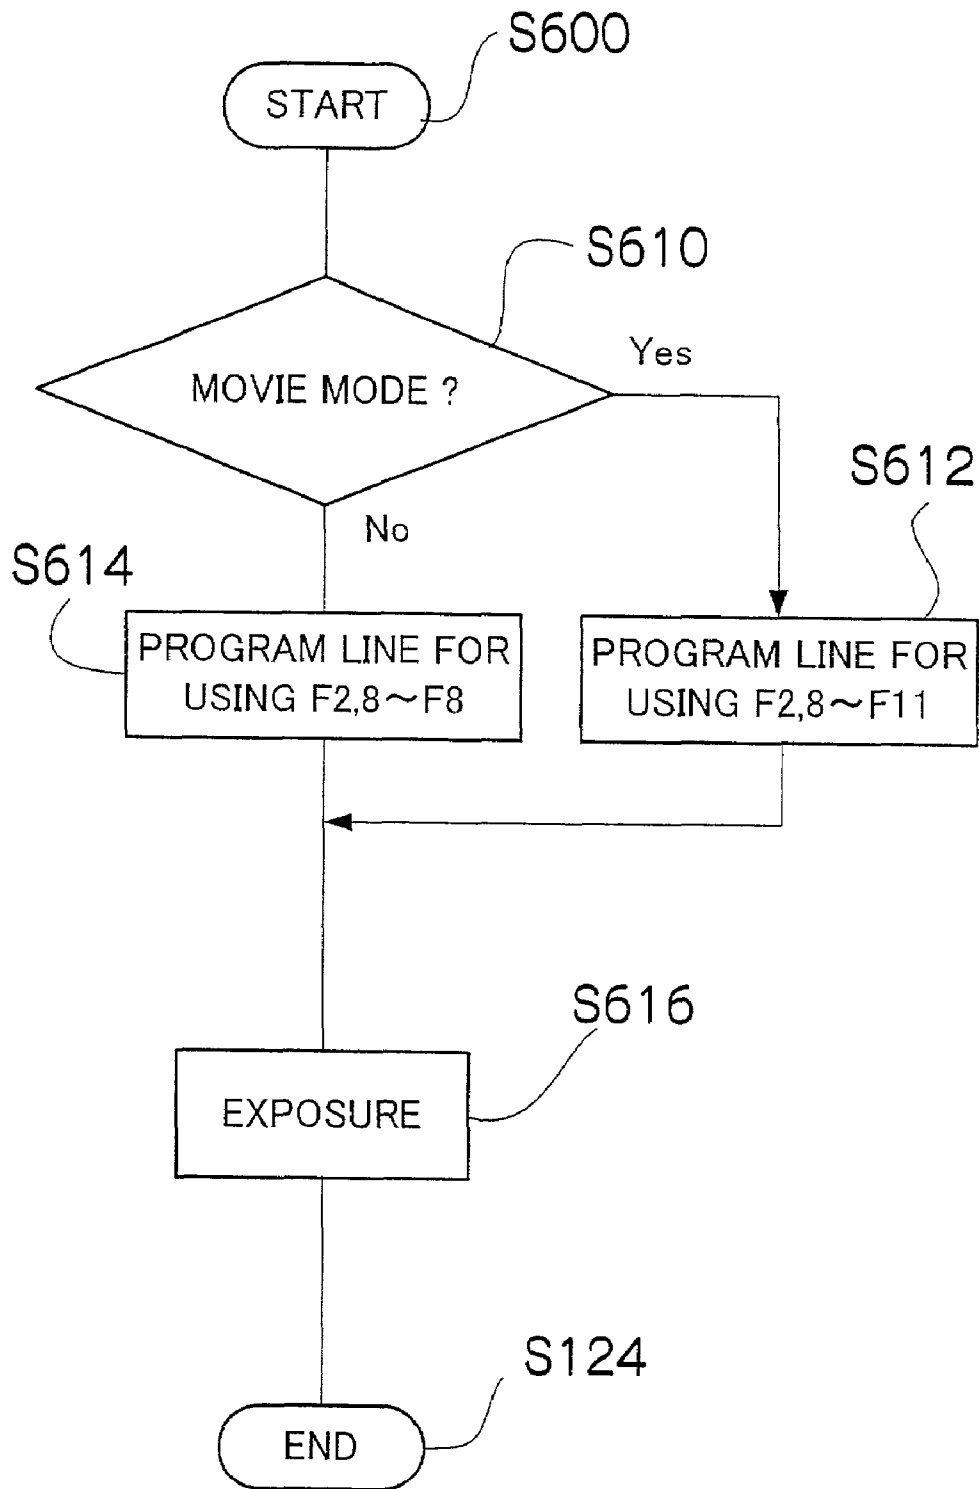 S600
START
S610
MOVIE MODE ?
Yes
S612
No
S614
PROGRAM LINE FOR
USING F2,8～F8
PROGRAM LINE FOR
USING F2,8～F11
S616
EXPOSURE
S124
END